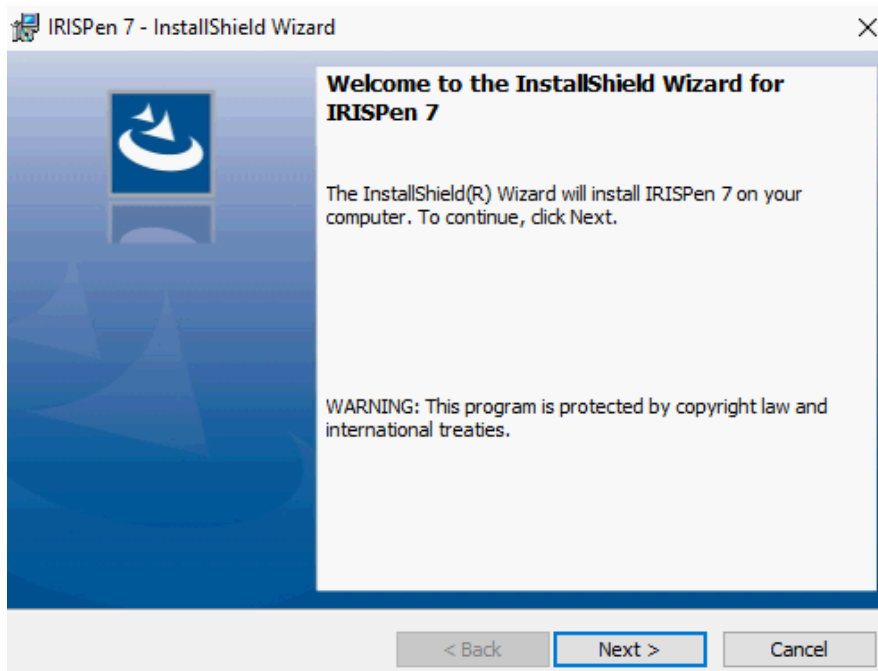 IRISPen 7 - InstallShield Wizard
Welcome to the InstallShield Wizard for
IRISPen 7
The InstallShield(R) Wizard will install IRISPen 7 on your
computer. To continue, click Next.
WARNING: This program is protected by copyright law and
international treaties.
< Back Next > Cancel